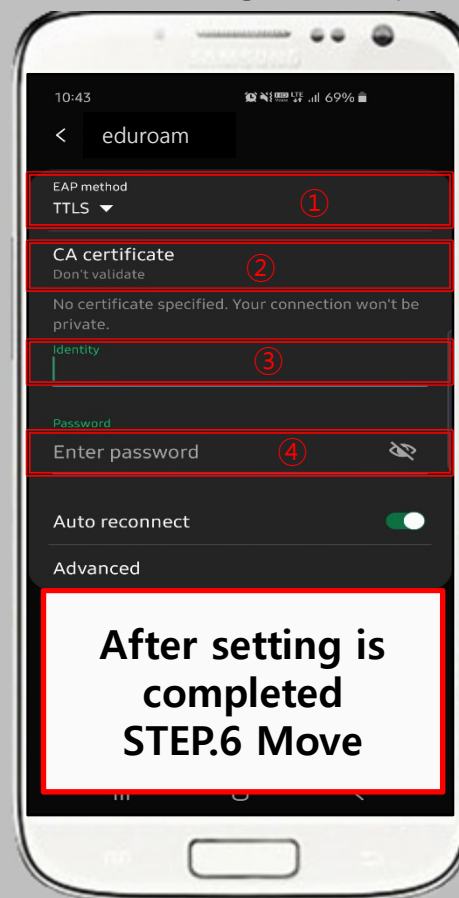 SAMSUNG
10:43 LTE 69%
< eduroam
EAP method
TTLS
①
CA certificate
Don't validate
②
No certificate specified. Your connection won't be
private.
Identity
③
Password
Enter password
④
Auto reconnect
Advanced
After setting is
completed
STEP.6 Move